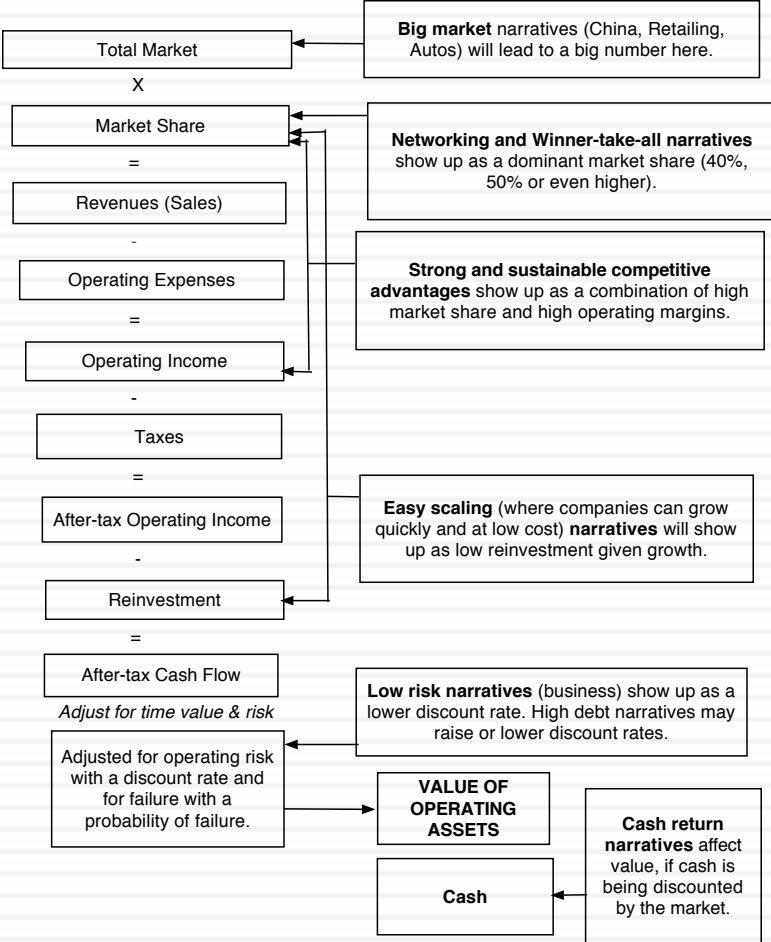 Big market narratives (China, Retailing,
Autos) will lead to a big number here.
Total Market
X
Market Share
Networking and Winner-take-all narratives
show up as a dominant market share (40%,
50% or even higher).
=
Revenues (Sales)
-
Operating Expenses
Strong and sustainable competitive
advantages show up as a combination of high
market share and high operating margins.
=
Operating Income
-
Taxes
=
After-tax Operating Income
Easy scaling (where companies can grow
quickly and at low cost) narratives will show
up as low reinvestment given growth.
-
Reinvestment
=
After-tax Cash Flow
Adjust for time value & risk
Low risk narratives (business) show up as a
lower discount rate. High debt narratives may
raise or lower discount rates.
Adjusted for operating risk
with a discount rate and
for failure with a
probability of failure.
VALUE OF
OPERATING
ASSETS
Cash
Cash return
narratives affect
value, if cash is
being discounted
by the market.